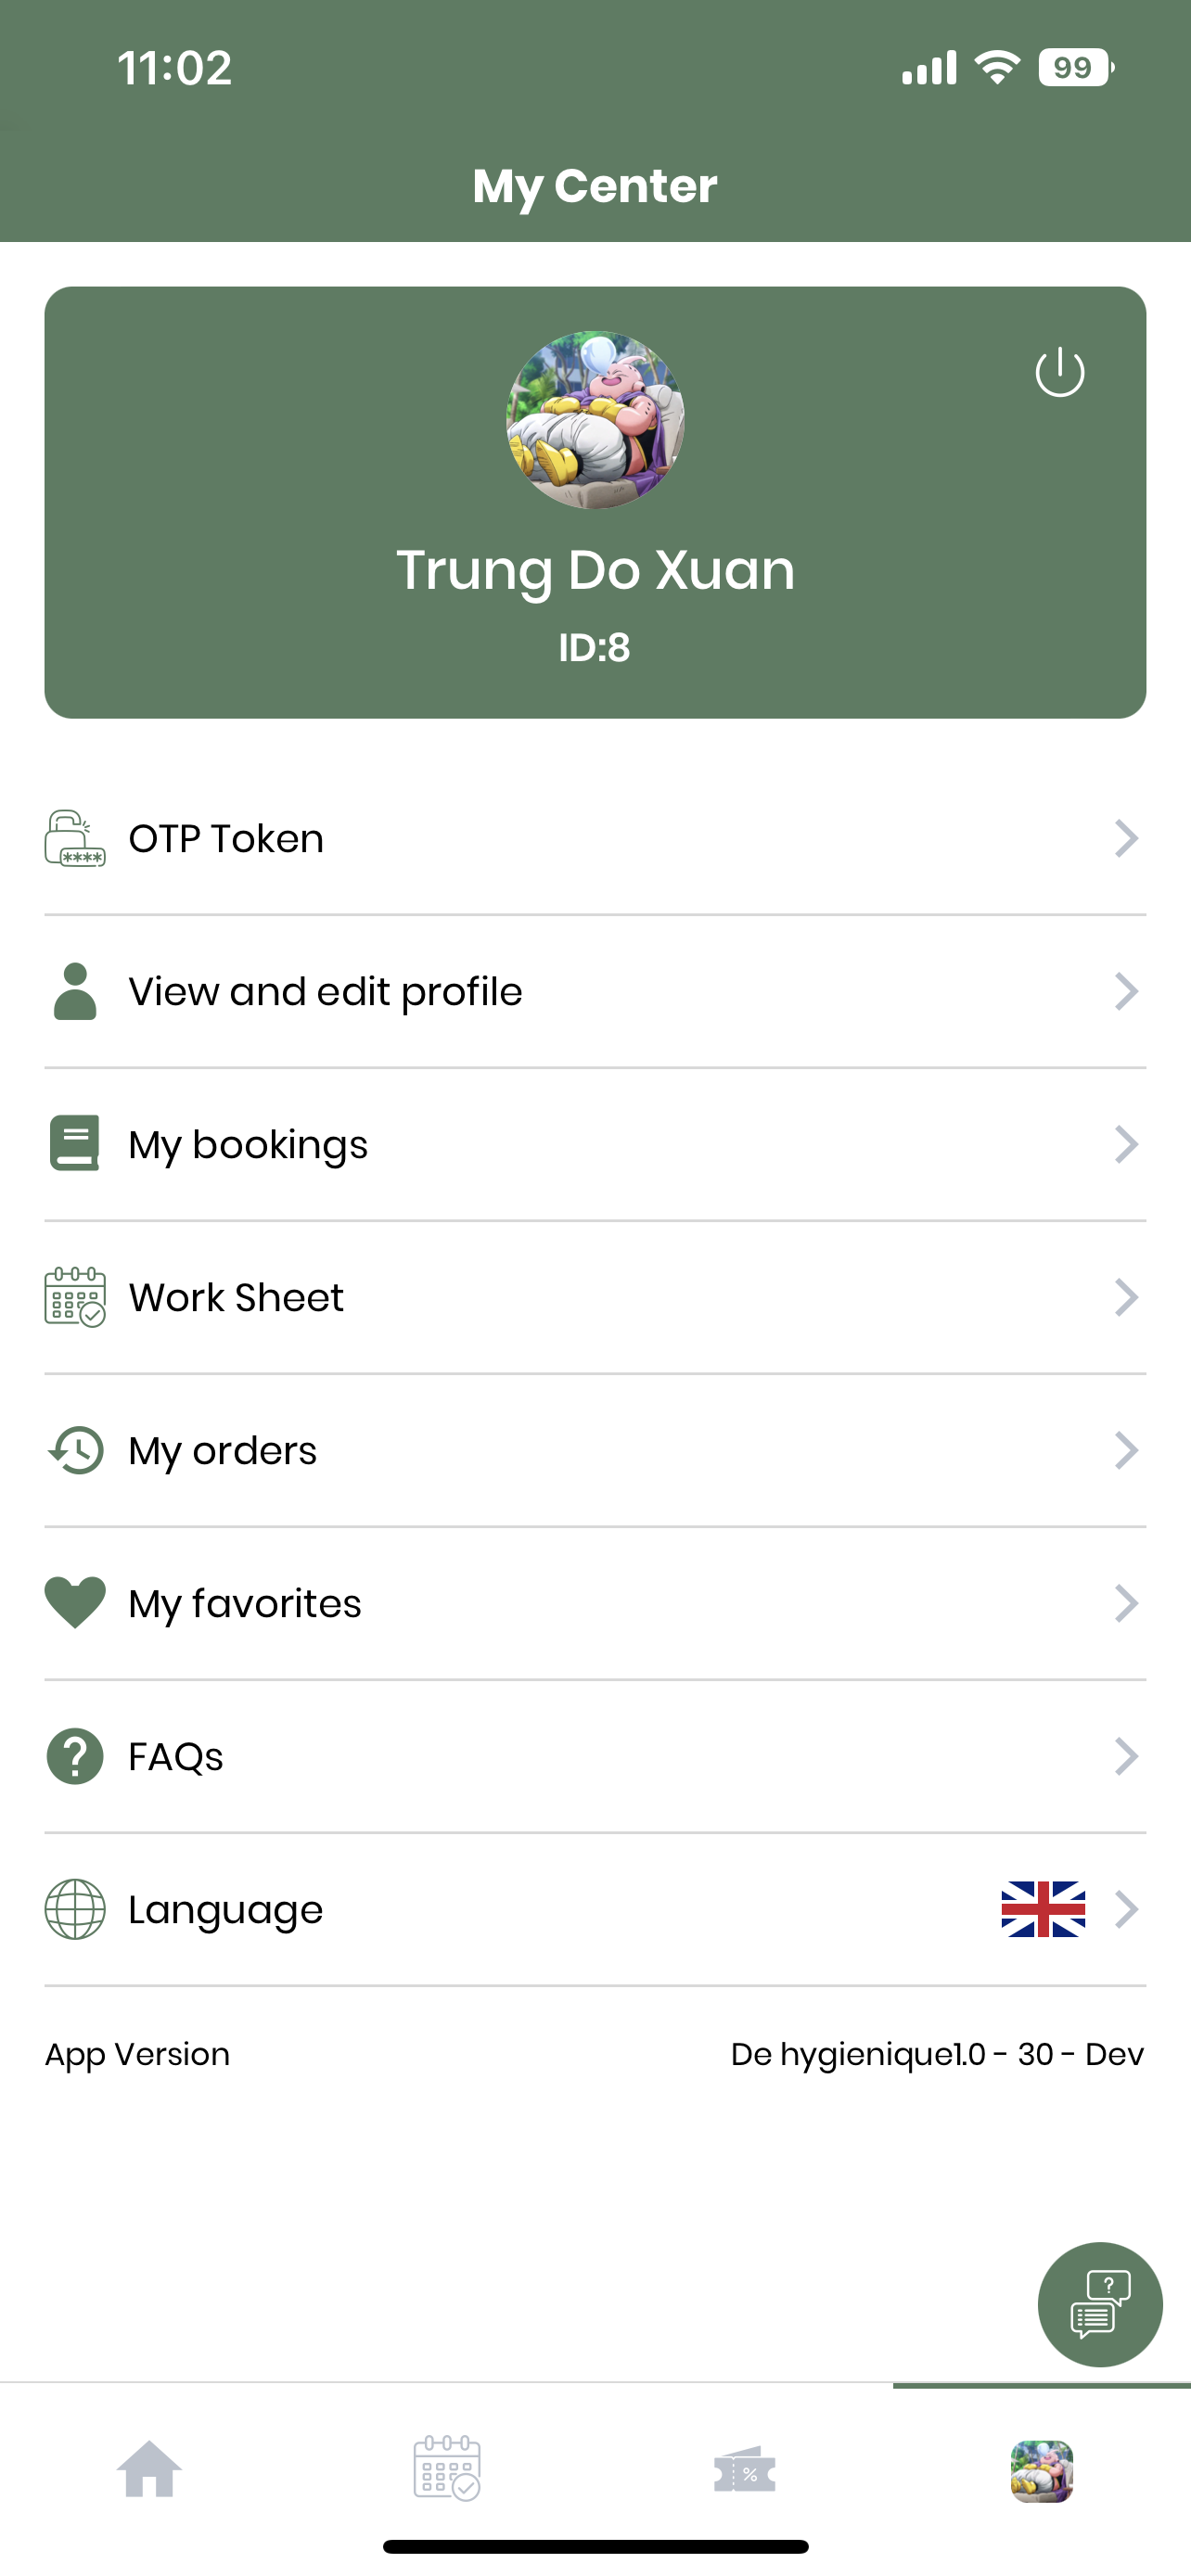 11:02
99
My Center
Trung Do Xuan
ID:8
OTP Token
View and edit profile
My bookings
Work Sheet
My orders
My favorites
FAQs
Language
App Version De hygienique1.0 - 30 - Dev